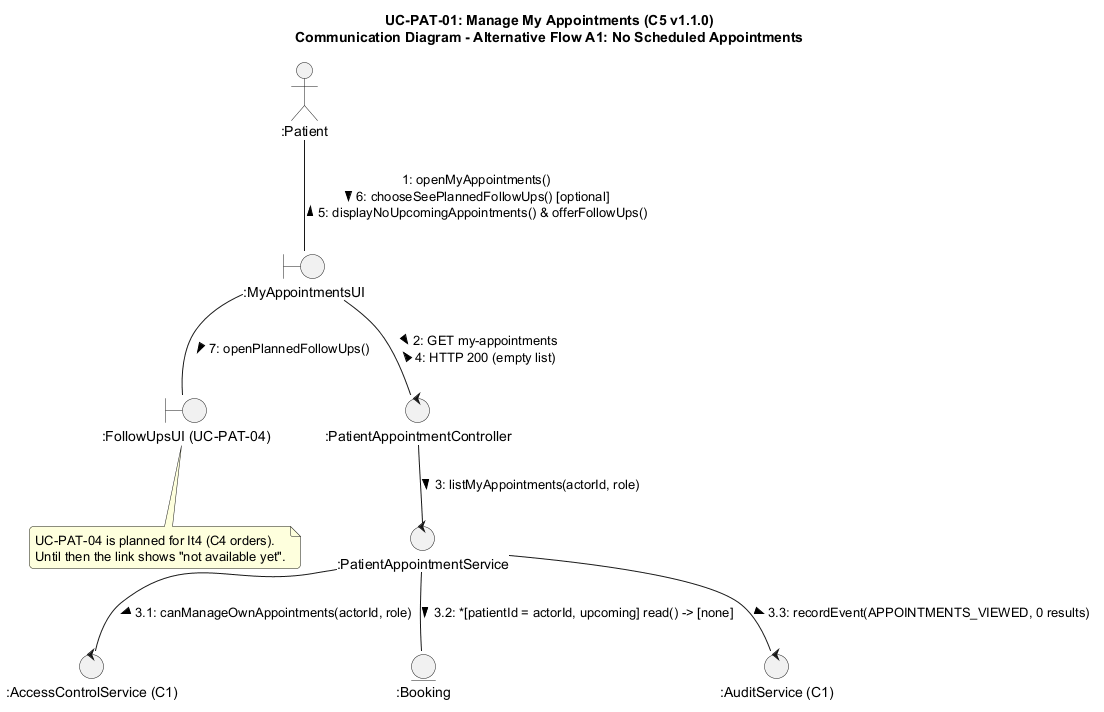 UC-PAT-01: Manage My Appointments (C5 v1.1.0)
Communication Diagram - Alternative Flow A1: No Scheduled Appointments
:Patient
1: openMyAppointments()
6: chooseSeePlannedFollowUps() [optional]
5: displayNoUpcomingAppointments() & offerFollowUps()
:MyAppointmentsUI
7: openPlannedFollowUps()
2: GET my-appointments
4: HTTP 200 (empty list)
:FollowUpsUI (UC-PAT-04)
:PatientAppointmentController
3: listMyAppointments(actorId, role)
UC-PAT-04 is planned for It4 (C4 orders).
Until then the link shows "not available yet".
:PatientAppointmentService
3.1: canManageOwnAppointments(actorId, role)
3.2: *[patientId = actorId, upcoming] read() -> [none]
3.3: recordEvent(APPOINTMENTS_VIEWED, 0 results)
:AccessControlService (C1)
:Booking
:AuditService (C1)